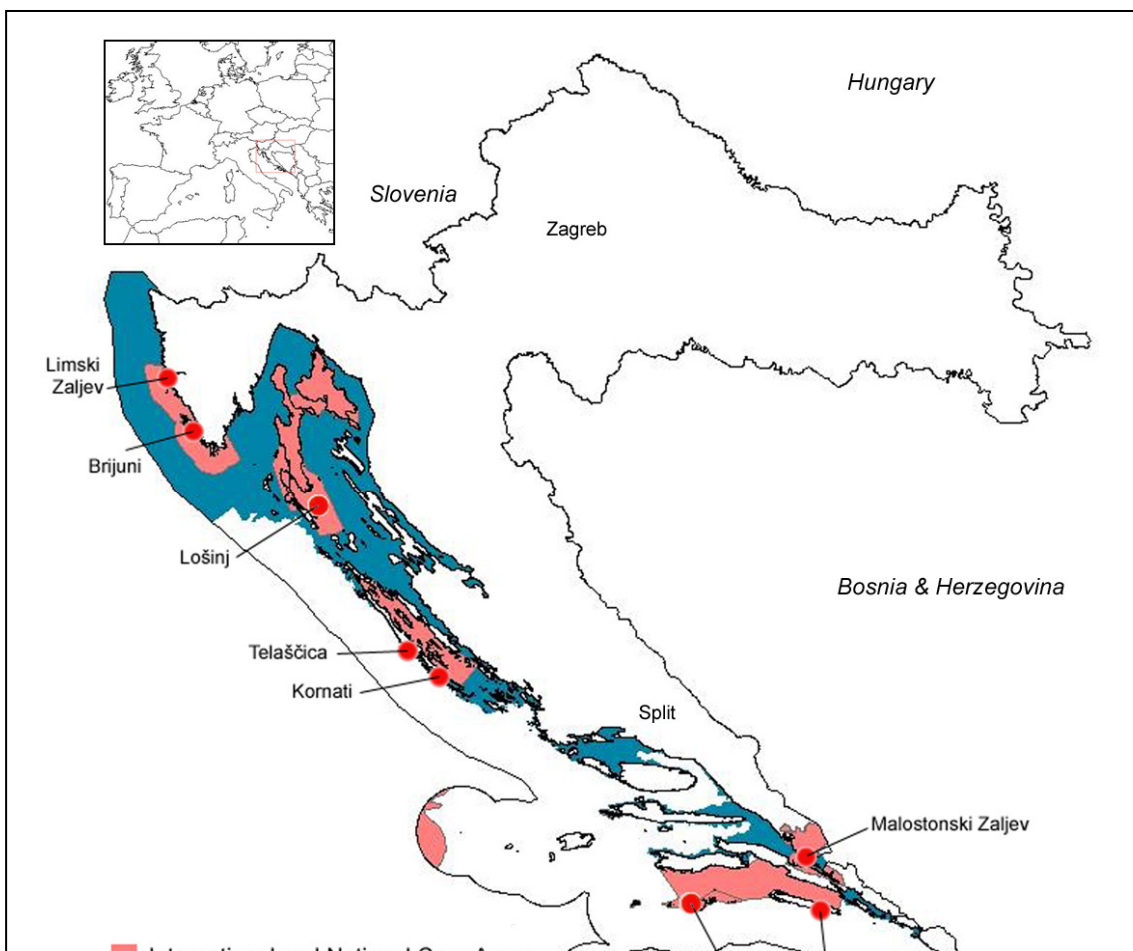 Hungary
Slovenia
Zagreb
Limski
Zaljev
Brijuni
Lošinj
Bosnia & Herzegovina
Telaščica
Kornati
Split
Malostonski Zaljev